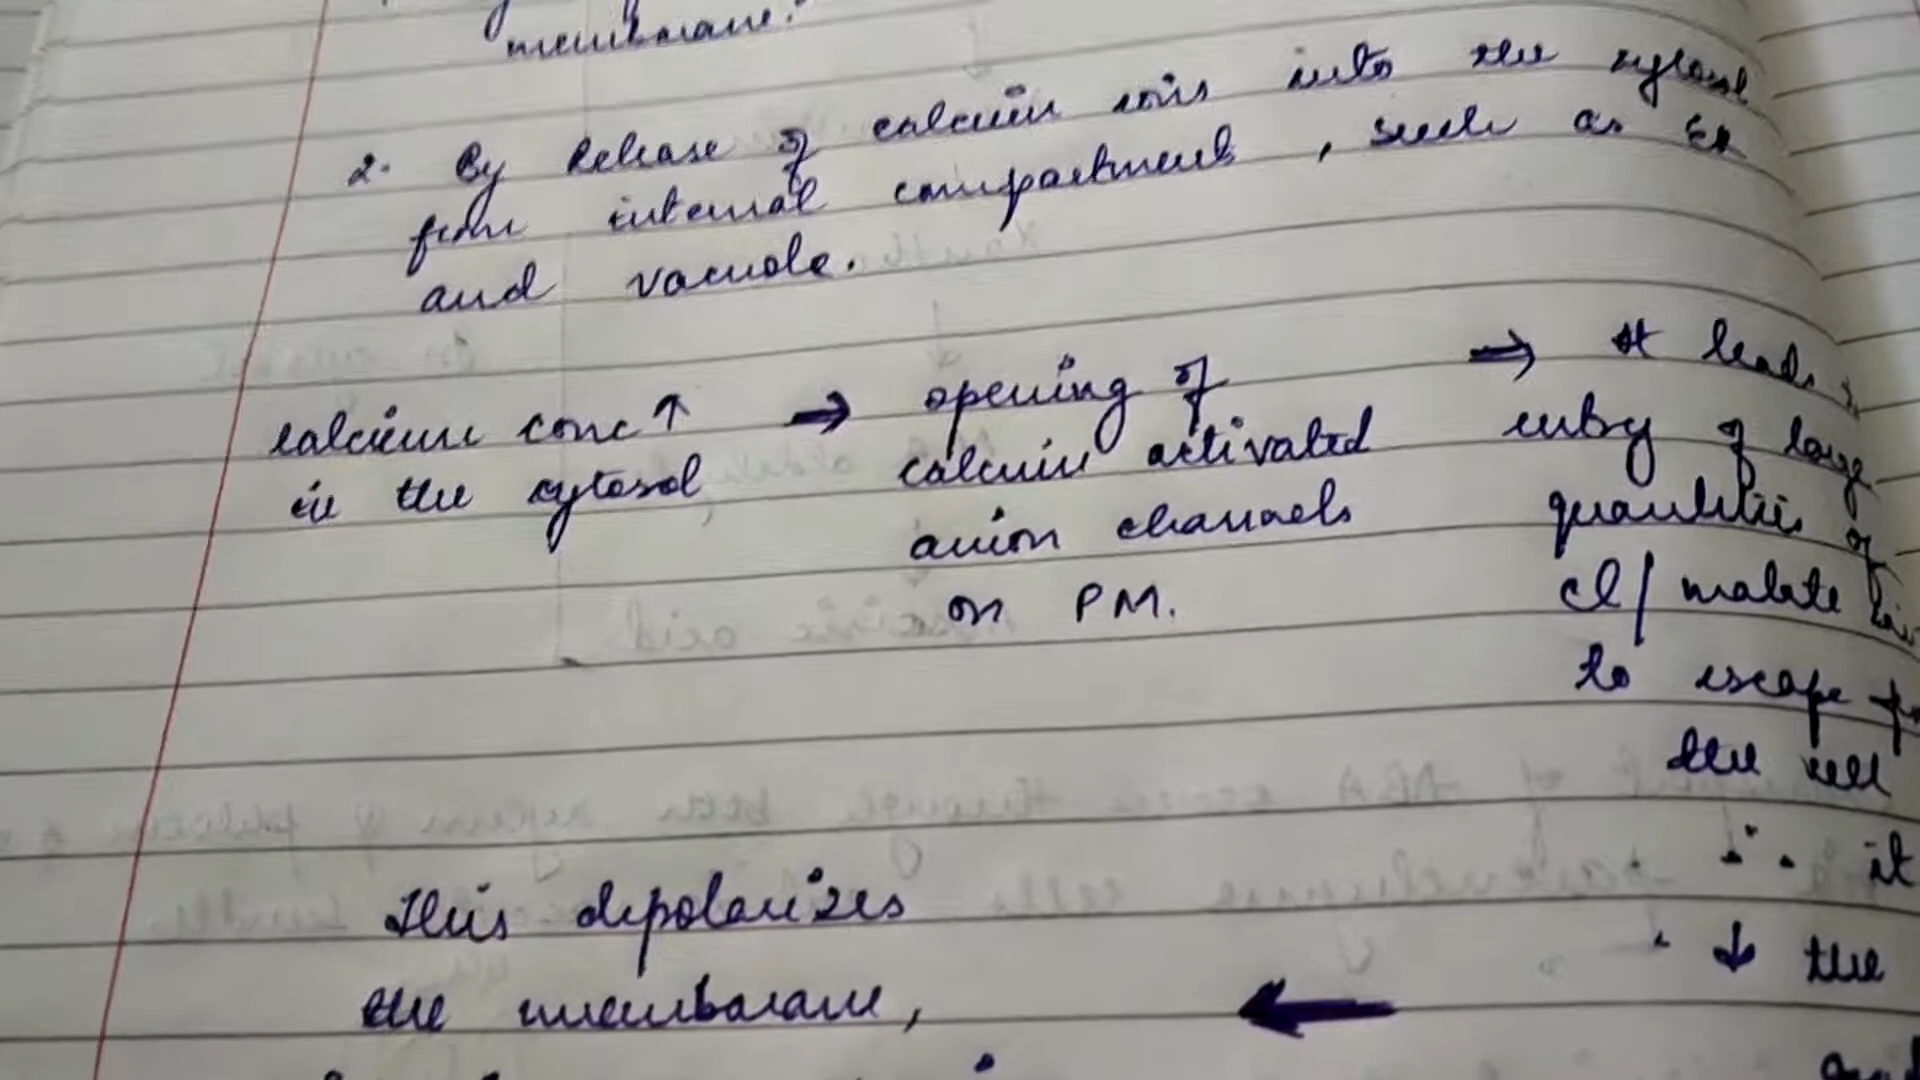 membrane.
2. By release of calcium ions into the cytosol
from internal compartments, such as ER
and vacuole.
calcium conc ↑
in the cytosol
→ opening of
calcium activated
anion channels
on PM.
→ It leads
entry of large
quantities of
cl/malate
to escape
the cell
∴ it
↓ the
←
This depolarizes
the membrane,